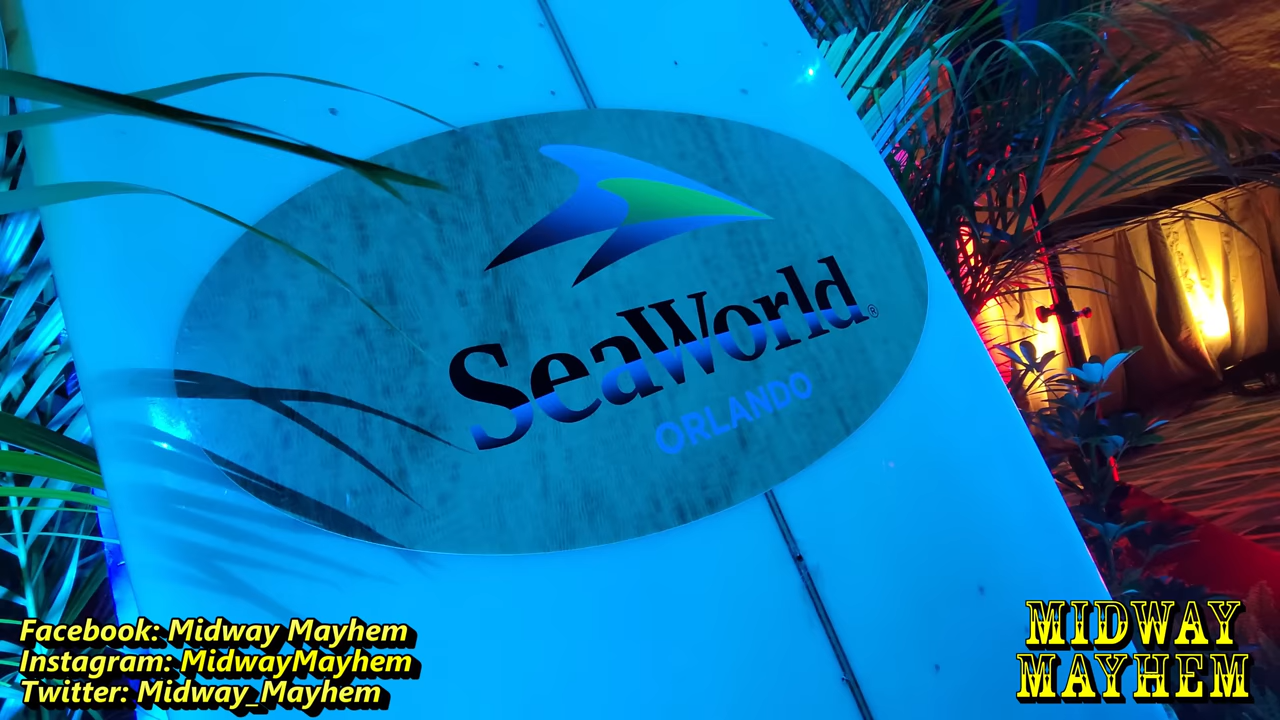 SeaWorld®
ORLANDO
Facebook: Midway Mayhem
Instagram: MidwayMayhem
Twitter: Midway_Mayhem
MIDWAY
MAYHEM